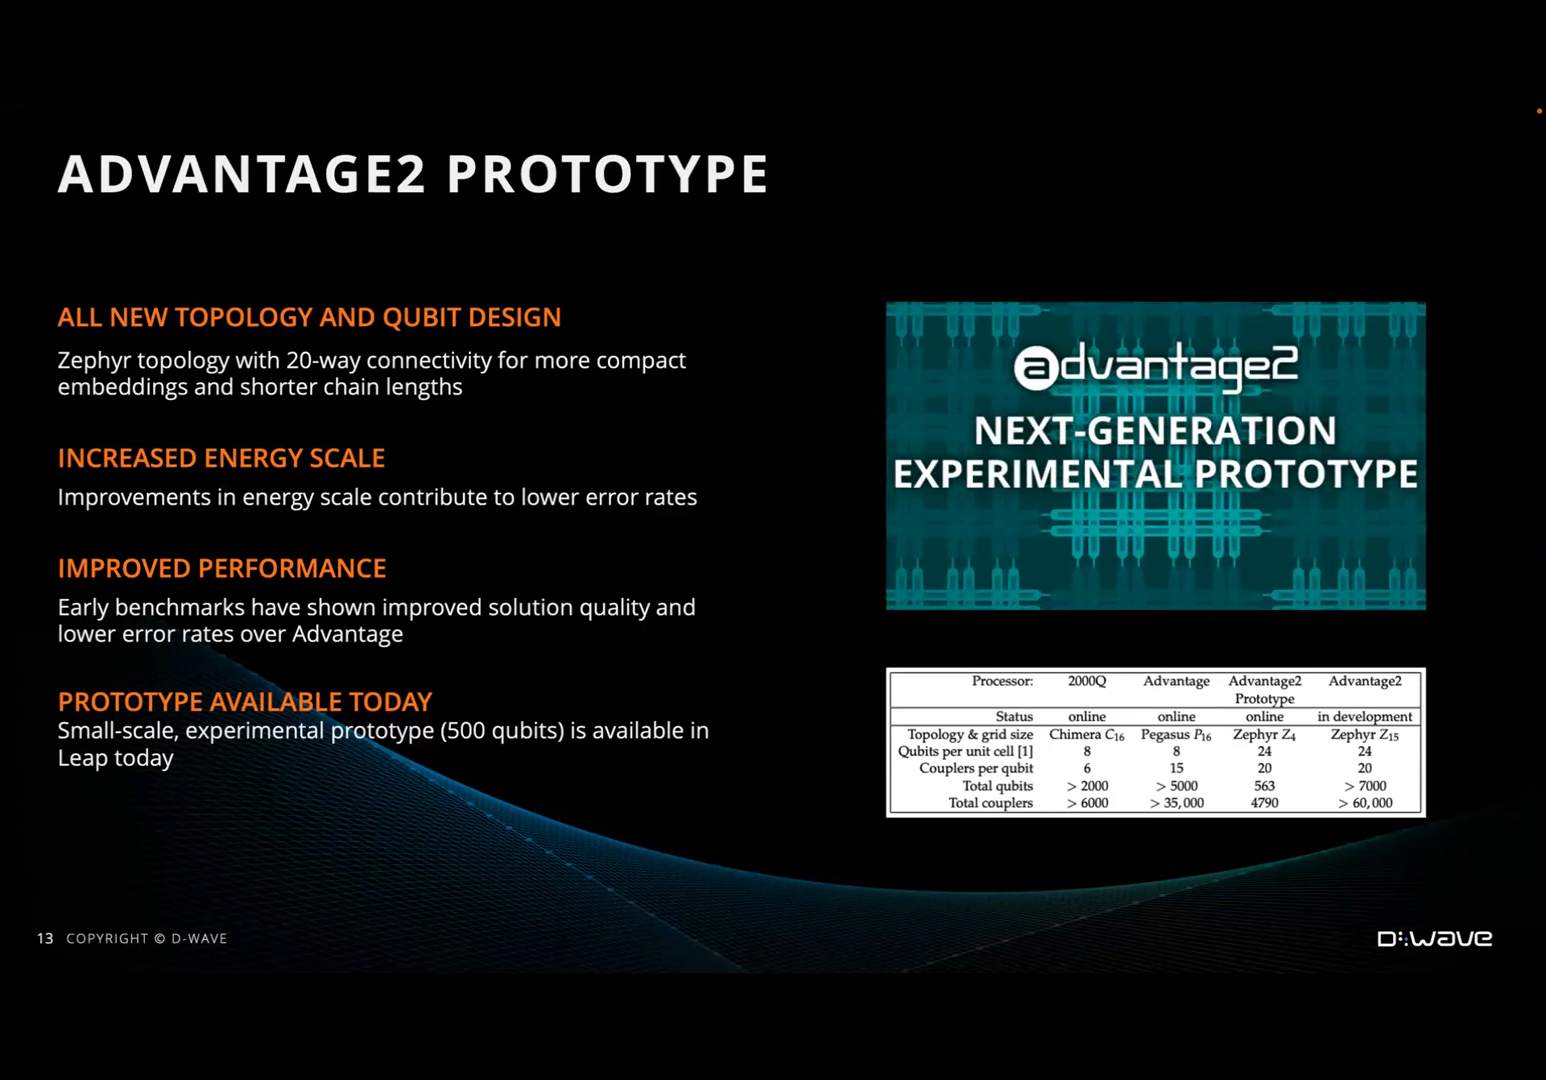 ADVANTAGE2 PROTOTYPE
ALL NEW TOPOLOGY AND QUBIT DESIGN
Zephyr topology with 20-way connectivity for more compact
embeddings and shorter chain lengths
INCREASED ENERGY SCALE
Improvements in energy scale contribute to lower error rates
IMPROVED PERFORMANCE
Early benchmarks have shown improved solution quality and
lower error rates over Advantage
PROTOTYPE AVAILABLE TODAY
Small-scale, experimental prototype (500 qubits) is available in
Leap today
advantage2
NEXT-GENERATION
EXPERIMENTAL PROTOTYPE
Processor: 2000Q Advantage Advantage2 Advantage2
Prototype
Status online online online in development
Topology & grid size Chimera C₁₆ Pegasus P₁₆ Zephyr Z₄ Zephyr Z₁₅
Qubits per unit cell [1] 8 8 24 24
Couplers per qubit 6 15 20 20
Total qubits > 2000 > 5000 563 > 7000
Total couplers > 6000 > 35,000 4790 > 60,000
13 COPYRIGHT © D-WAVE
D:wave